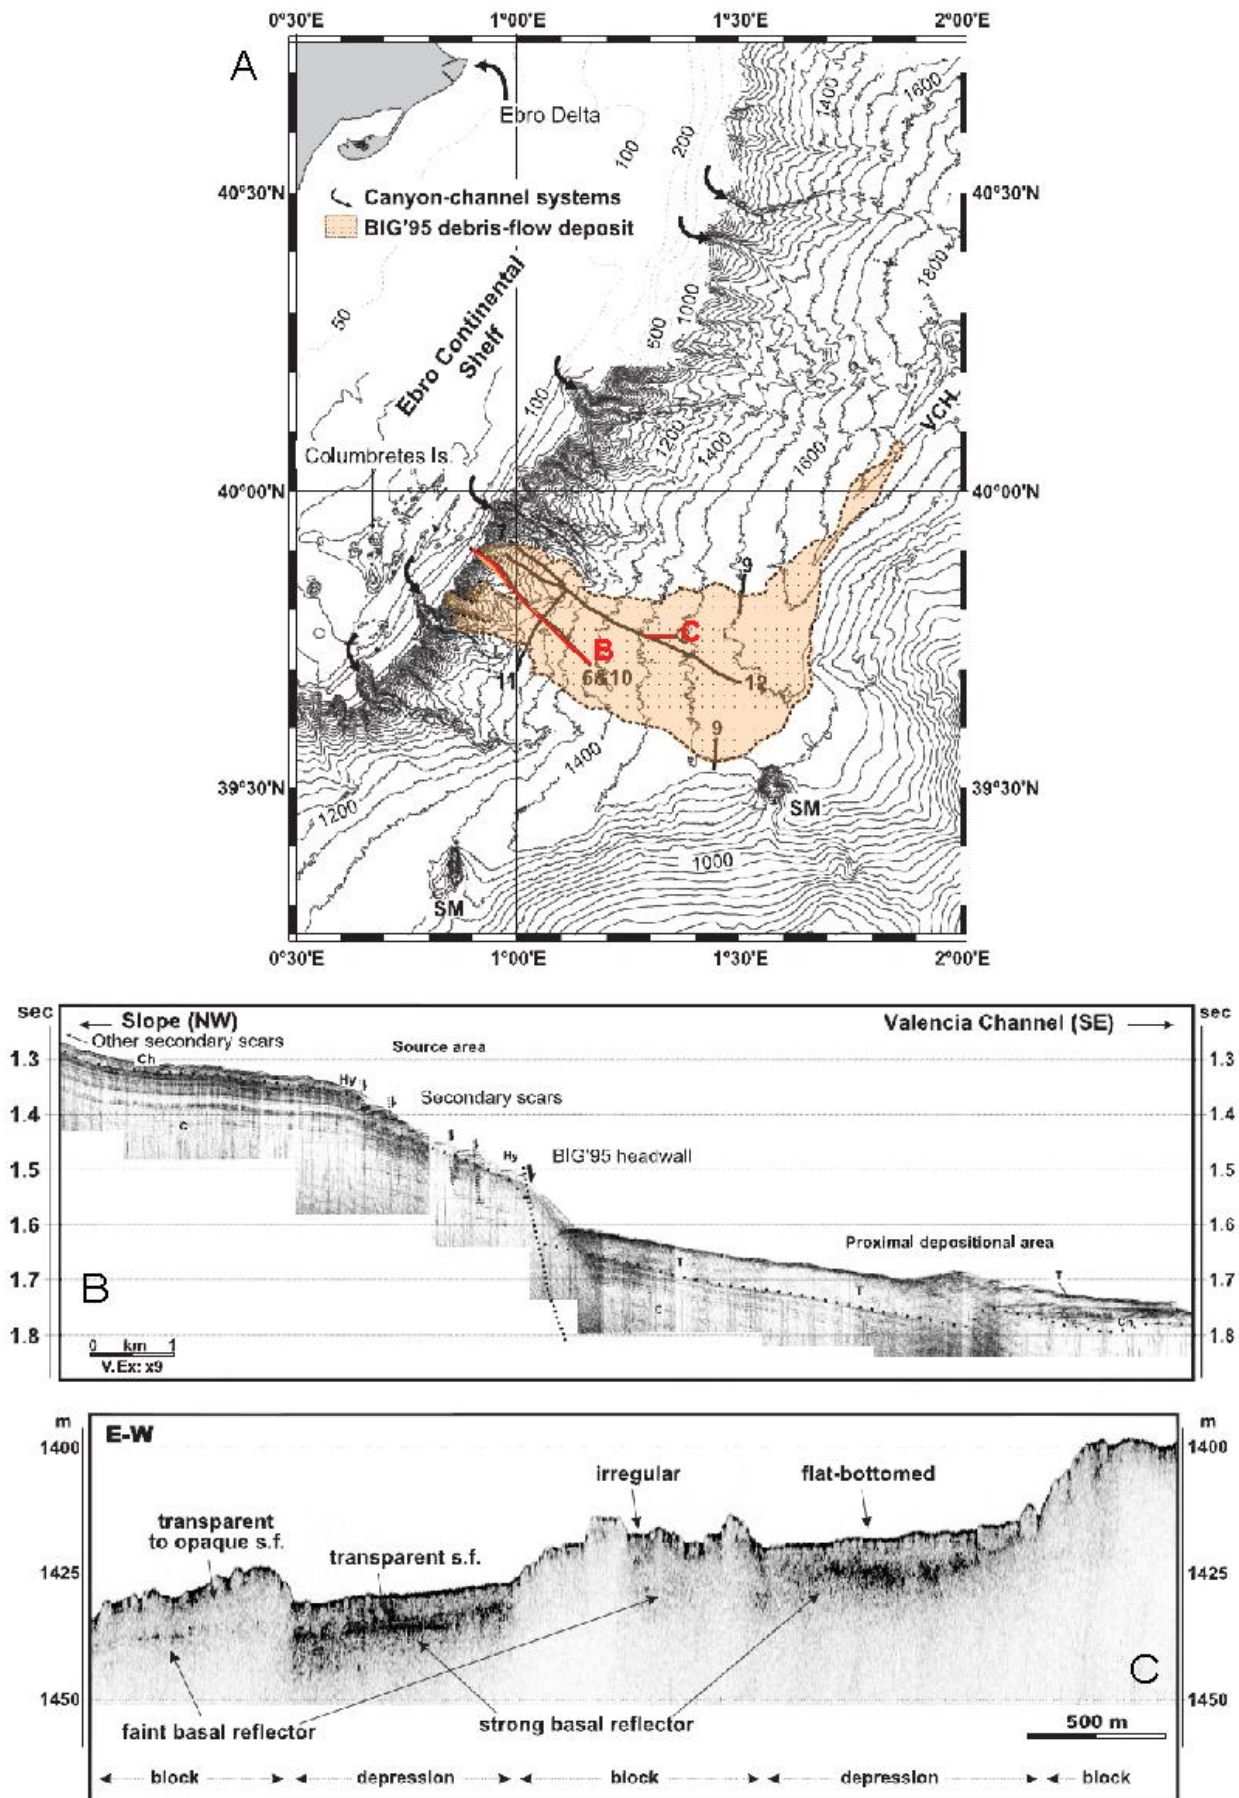 0°30'E 1°00'E 1°30'E 2°00'E
A
Ebro Delta
1400
1600
100
200
40°30'N 40°30'N
Canyon-channel systems
BIG'95 debris-flow deposit
1800
Ebro Continental
Shelf
50
500
1000
100
VCH
1200
1400
1600
Columbretes Is.
40°00'N 40°00'N
9
C
B
11
6&10
12
9
1400
39°30'N 39°30'N
SM
1200
1000
SM
0°30'E 1°00'E 1°30'E 2°00'E
sec sec
Slope (NW) Valencia Channel (SE)
Other secondary scars
Ch
Source area
1.3 1.3
Hy
Secondary scars
1.4 1.4
C
Hy
BIG'95 headwall
1.5 1.5
1.6 1.6
Proximal depositional area
T T T
1.7 1.7
B
C
Ch
1.8 1.8
0 km 1
V.Ex: x9
m m
E-W
1400 1400
irregular flat-bottomed
transparent
to opaque s.f.
transparent s.f.
1425 1425
C
1450 1450
faint basal reflector strong basal reflector
500 m
block depression block depression block